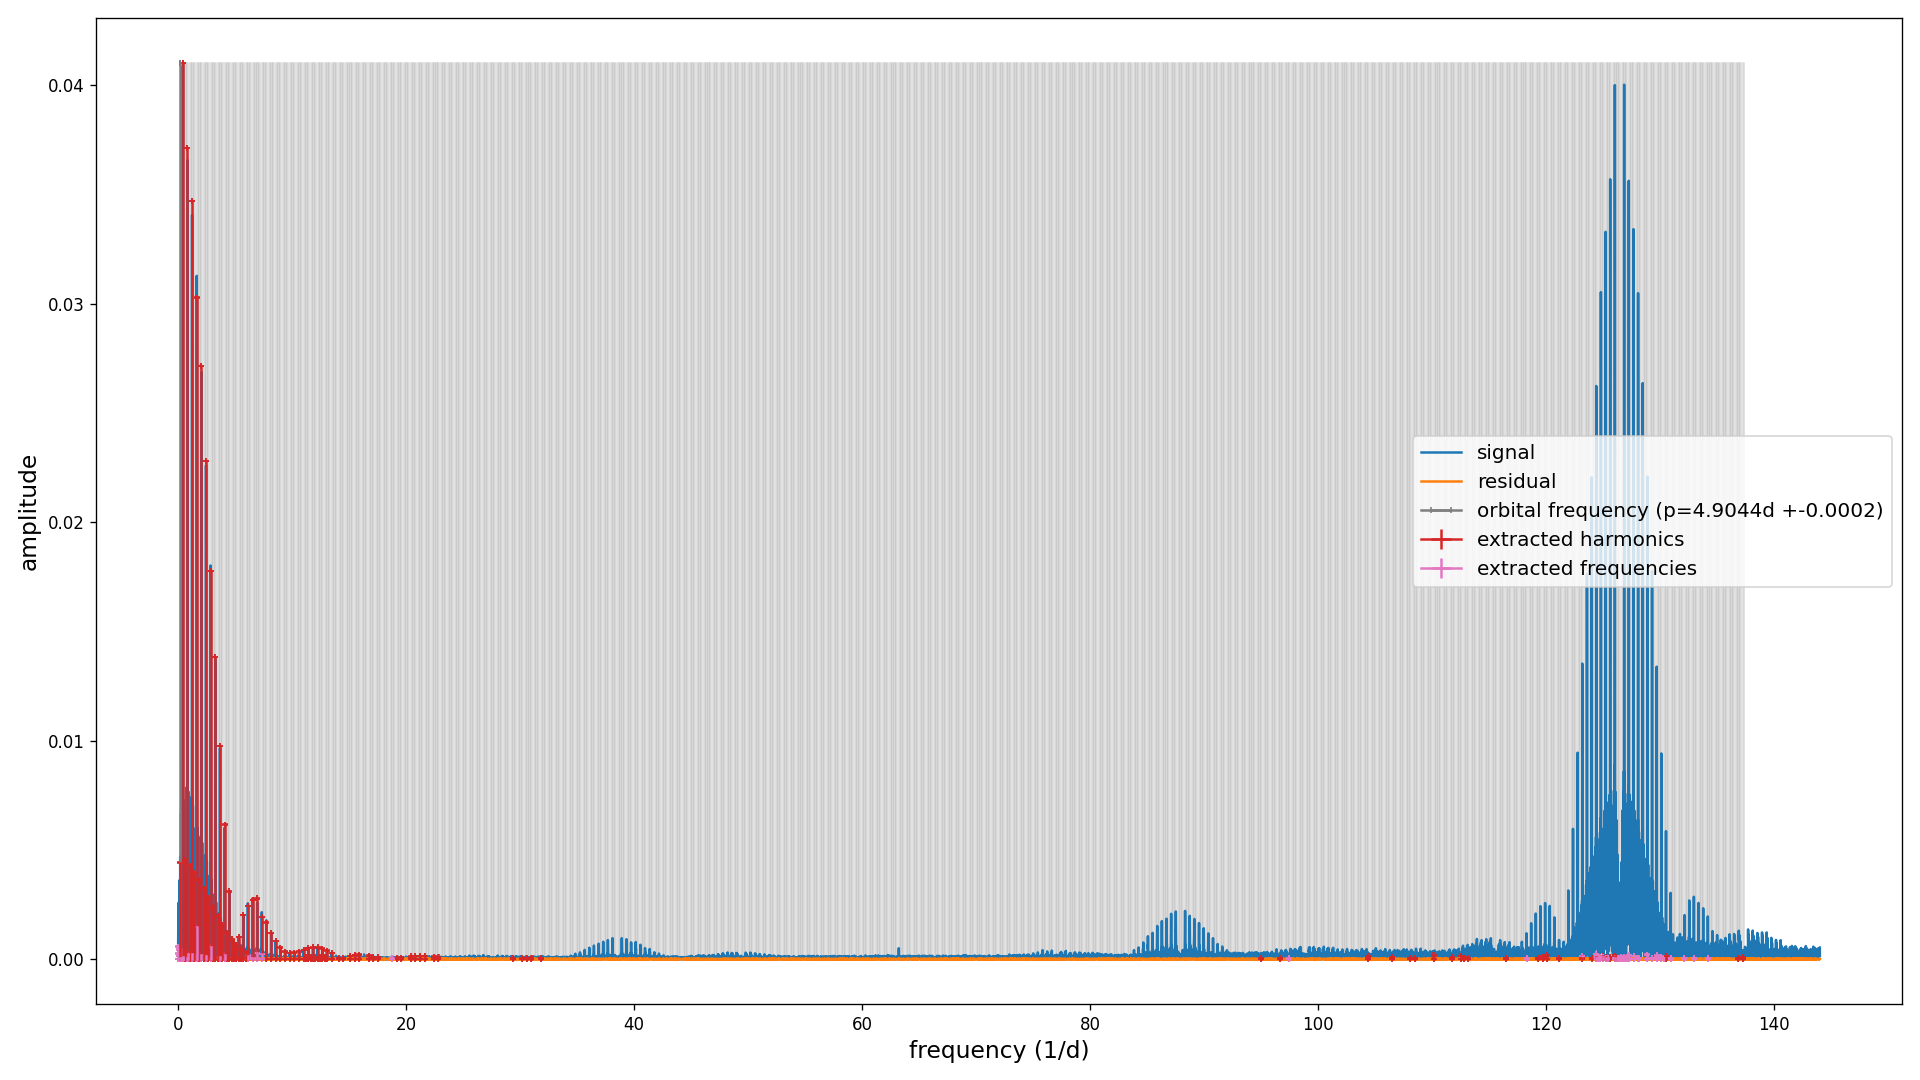 0.04
0.03
0.02
0.01
0.00
amplitude
signal
residual
orbital frequency (p=4.9044d +-0.0002)
extracted harmonics
extracted frequencies
0 20 40 60 80 100 120 140
frequency (1/d)